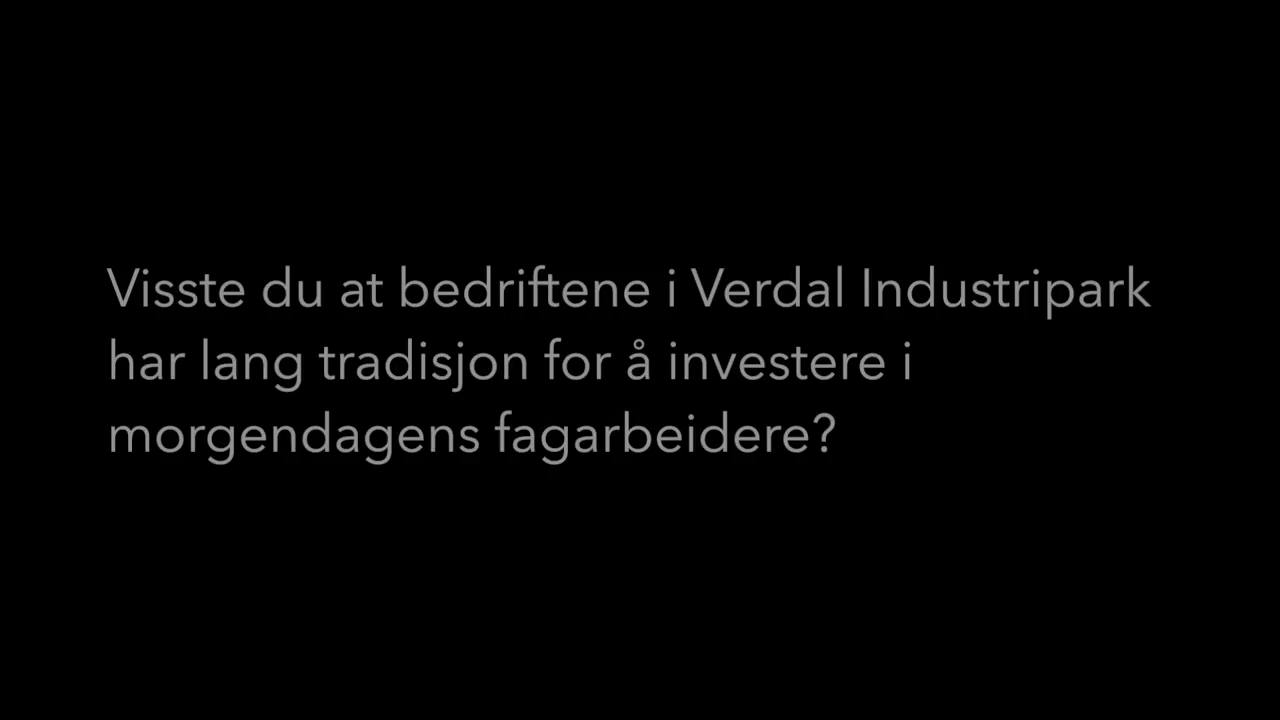 Visste du at bedriftene i Verdal Industripark
har lang tradisjon for å investere i
morgendagens fagarbeidere?